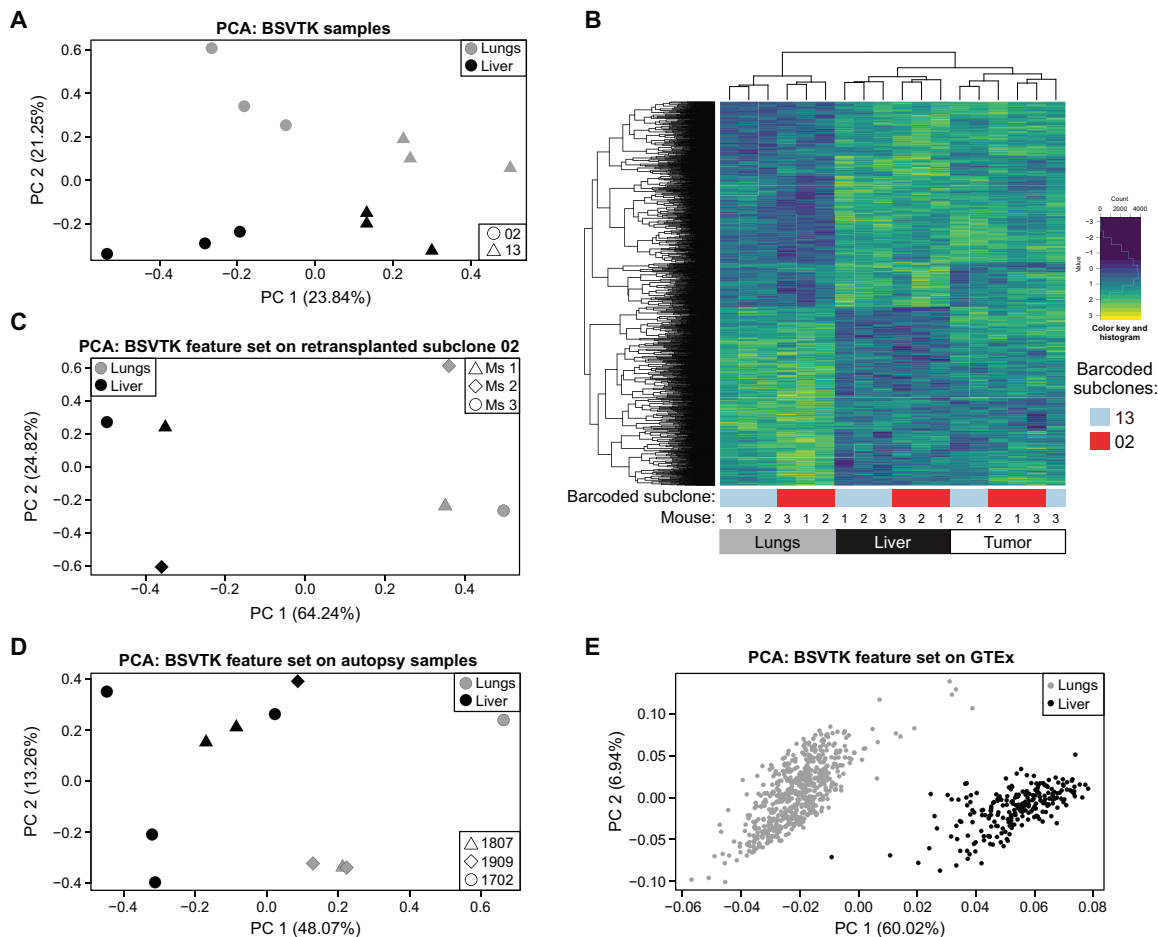 A
PCA: BSVTK samples
Lungs
Liver
02
13
0.6
0.4
0.2
0.0
−0.2
PC 2 (21.25%)
−0.4 −0.2 0.0 0.2 0.4
PC 1 (23.84%)
B
Count
0 2000 4000
−3
−2
−1
0
1
2
3
Value
Color key and
histogram
Barcoded
subclones:
13
02
Barcoded subclone:
Mouse: 1 3 2 3 1 2 1 2 3 3 2 1 2 1 2 1 3 3
Lungs Liver Tumor
C
PCA: BSVTK feature set on retransplanted subclone 02
Lungs
Liver
Ms 1
Ms 2
Ms 3
0.6
0.4
0.2
0.0
−0.2
−0.4
−0.6
PC 2 (24.82%)
−0.4 −0.2 0.0 0.2 0.4
PC 1 (64.24%)
D
PCA: BSVTK feature set on autopsy samples
Lungs
Liver
1807
1909
1702
0.4
0.2
0.0
−0.2
−0.4
PC 2 (13.26%)
−0.4 −0.2 0.0 0.2 0.4 0.6
PC 1 (48.07%)
E
PCA: BSVTK feature set on GTEx
Lungs
Liver
0.10
0.05
0.00
−0.05
−0.10
PC 2 (6.94%)
−0.06 −0.04 −0.02 0.00 0.02 0.04 0.06 0.08
PC 1 (60.02%)